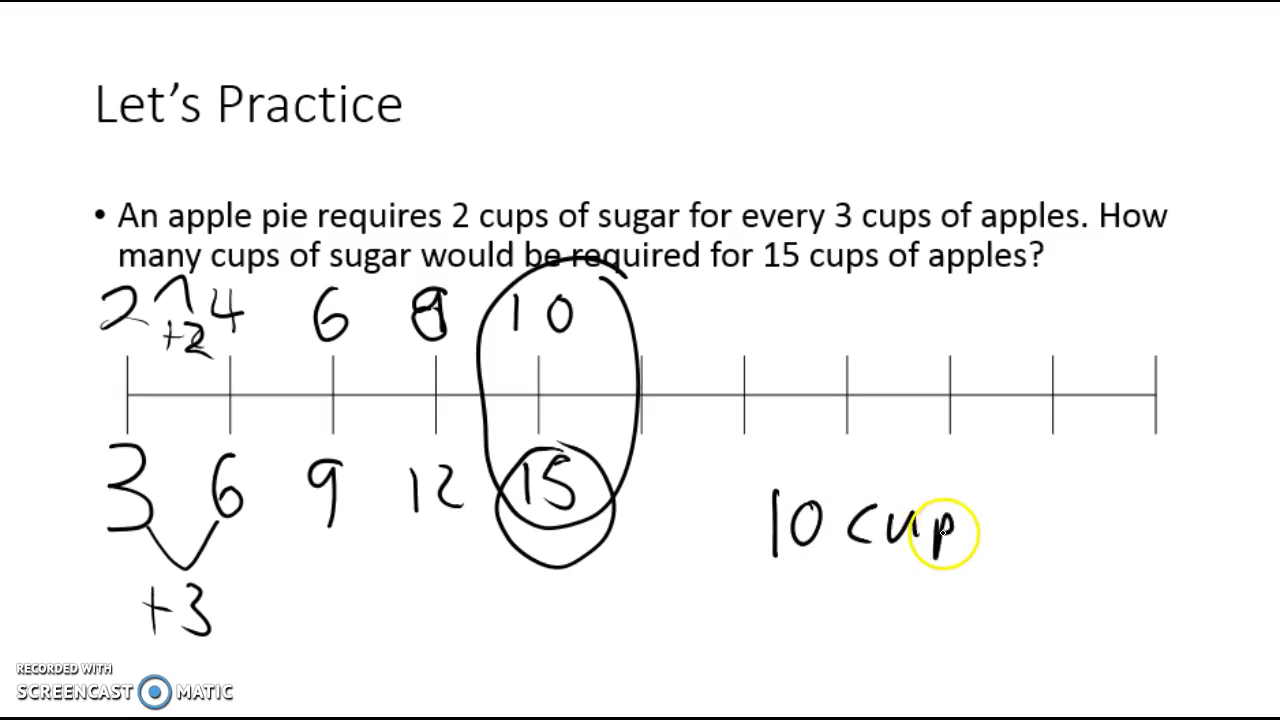 Let's Practice
• An apple pie requires 2 cups of sugar for every 3 cups of apples. How
many cups of sugar would be required for 15 cups of apples?
2 +2 4 6 8 10
3 6 9 12 15
10 cup
+3
RECORDED WITH
SCREENCAST MATIC